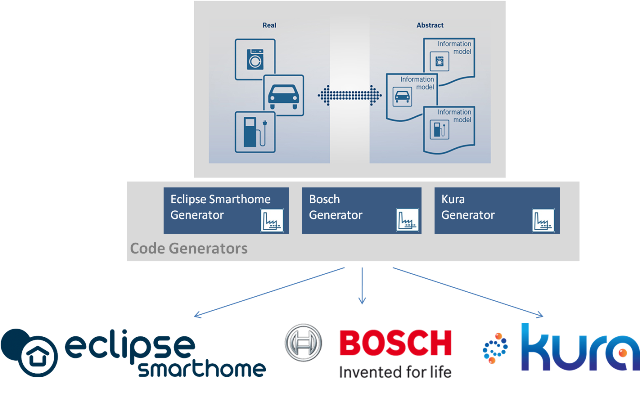 Real
Abstract
Information
model
Information
model
Information
model
Eclipse Smarthome
Generator
Bosch
Generator
Kura
Generator
Code Generators
eclipse
smarthome
BOSCH
Invented for life
kura